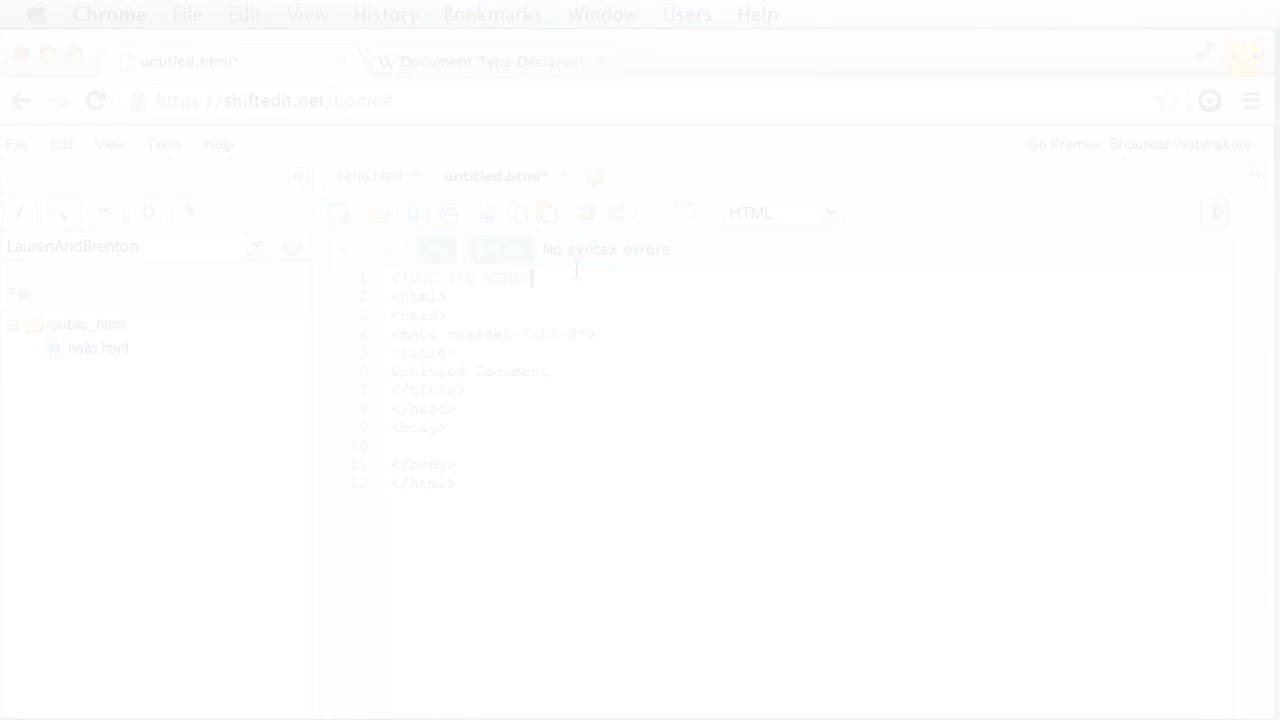 Chrome File Edit View History Bookmarks Window Users Help
untitled.html* Document Type Declara
https://shiftedit.net/home#
File Edit View Tools Help Go Premier Shoutleaf Webmakers
hello.html untitled.html*
HTML
LaurenAndBrenton
No syntax errors
File
/public_html/
hello.html
1 <!DOCTYPE HTML>
2 <html>
3 <head>
4 <meta charset="utf-8">
5 <title>
6 Untitled Document
7 </title>
8 </head>
9 <body>
10
11 </body>
12 </html>